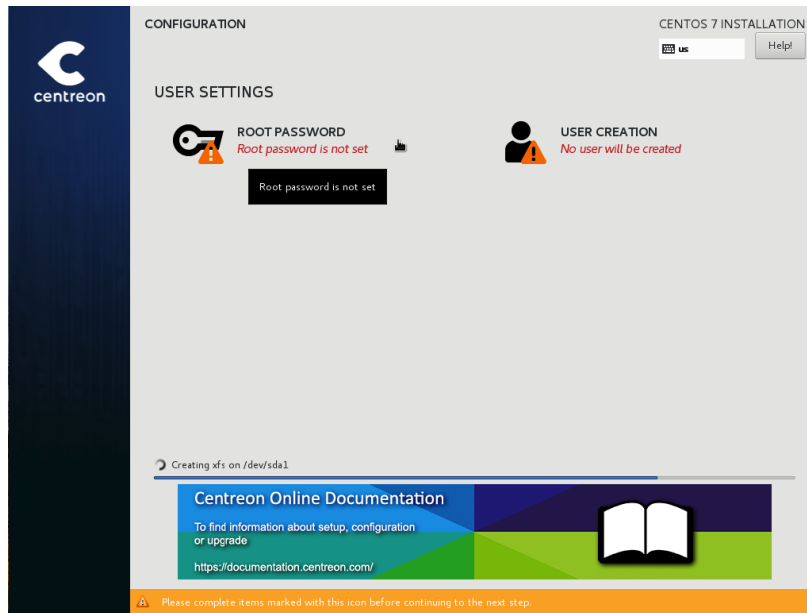 CONFIGURATION
CENTOS 7 INSTALLATION
us
Help!
centreon
USER SETTINGS
ROOT PASSWORD
Root password is not set
USER CREATION
No user will be created
Root password is not set
Creating xfs on /dev/sda1
Centreon Online Documentation
To find information about setup, configuration
or upgrade
https://documentation.centreon.com/
Please complete items marked with this icon before continuing to the next step.